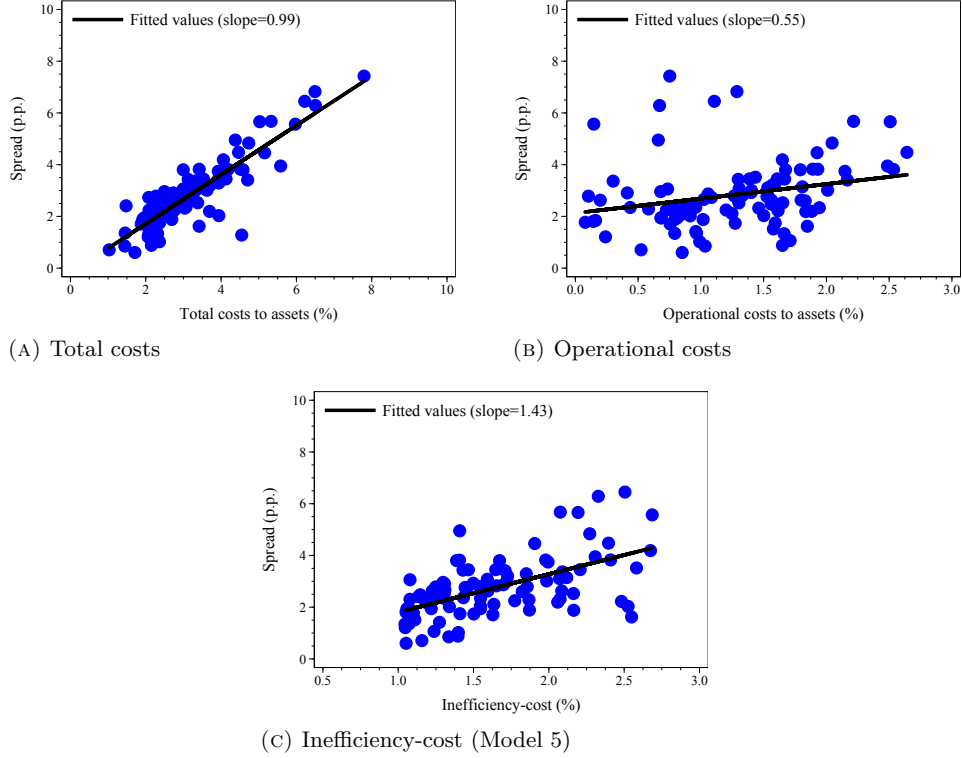 Fitted values (slope=0.99)
10
8
6
4
2
0
Spread (p.p.)
0 2 4 6 8 10
Total costs to assets (%)
(A) Total costs
Fitted values (slope=0.55)
10
8
6
4
2
0
Spread (p.p.)
0.0 0.5 1.0 1.5 2.0 2.5 3.0
Operational costs to assets (%)
(B) Operational costs
Fitted values (slope=1.43)
10
8
6
4
2
0
Spread (p.p.)
0.5 1.0 1.5 2.0 2.5 3.0
Inefficiency-cost (%)
(C) Inefficiency-cost (Model 5)